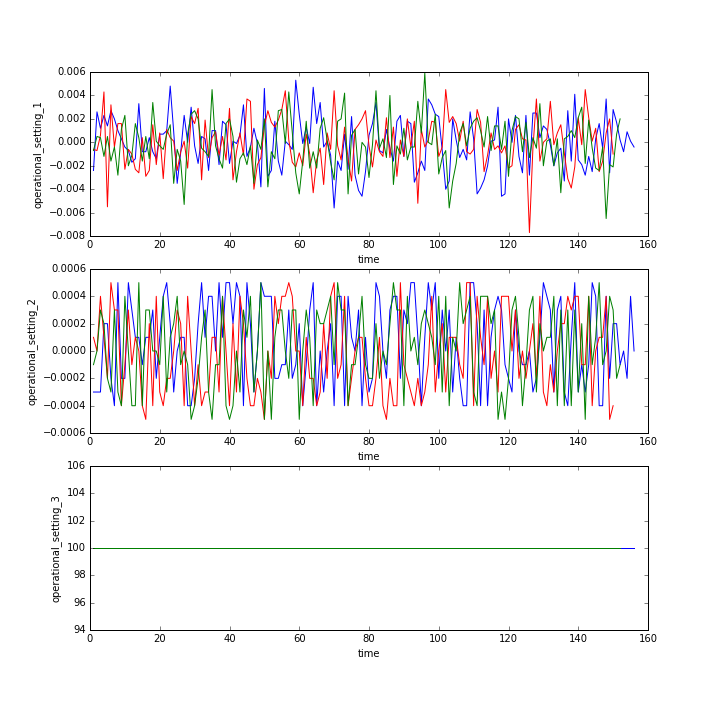 operational_setting_1
0.006
0.004
0.002
0.000
−0.002
−0.004
−0.006
−0.008
0 20 40 60 80 100 120 140 160
time
operational_setting_2
0.0006
0.0004
0.0002
0.0000
−0.0002
−0.0004
−0.0006
0 20 40 60 80 100 120 140 160
time
operational_setting_3
106
104
102
100
98
96
94
0 20 40 60 80 100 120 140 160
time